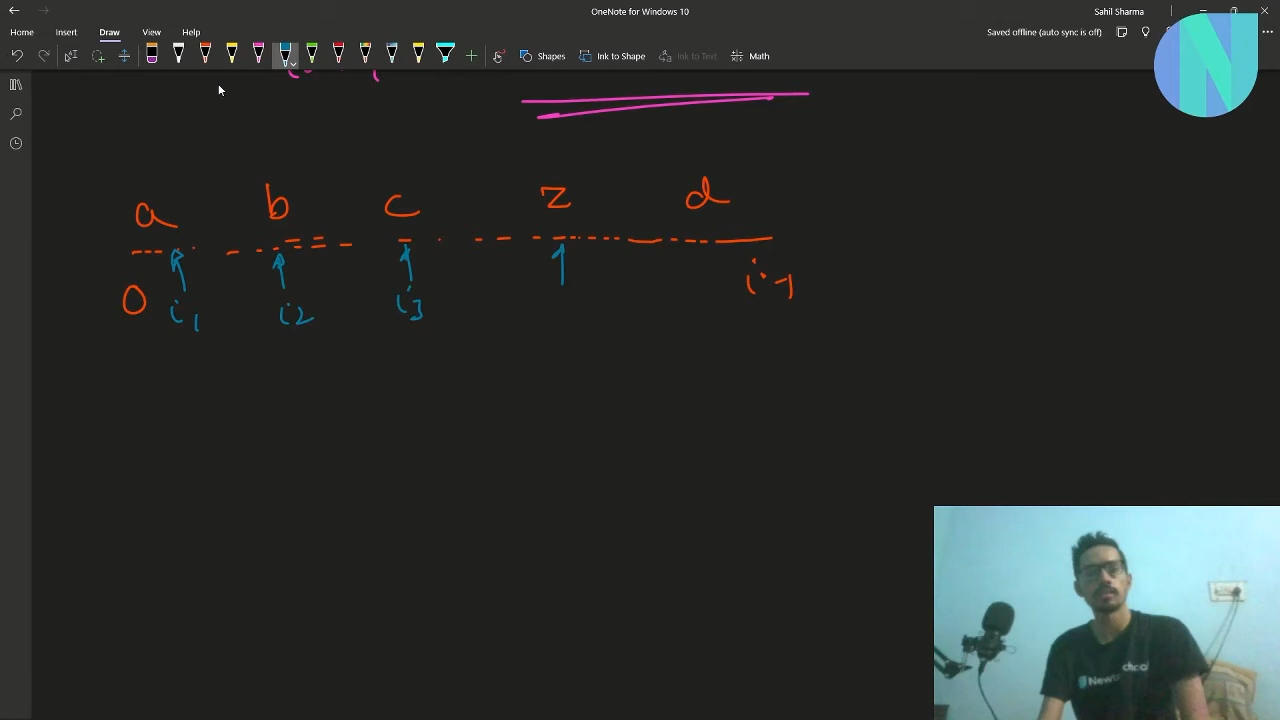 OneNote for Windows 10
Sahil Sharma
Home Insert Draw View Help
Saved offline (auto sync is off)
Shapes Ink to Shape Ink to Text Math
a b c z d
0 i1 i2 i3 i-1